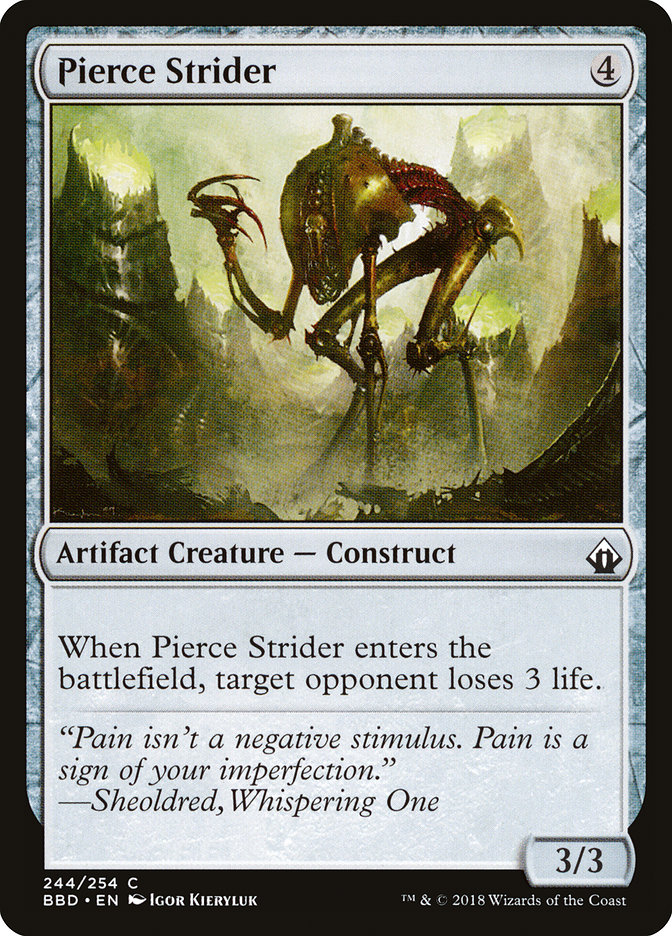 Pierce Strider
4
Artifact Creature — Construct
When Pierce Strider enters the
battlefield, target opponent loses 3 life.
“Pain isn’t a negative stimulus. Pain is a
sign of your imperfection.”
—Sheoldred, Whispering One
3/3
244/254 C
BBD • EN Igor Kieryluk
™ & © 2018 Wizards of the Coast